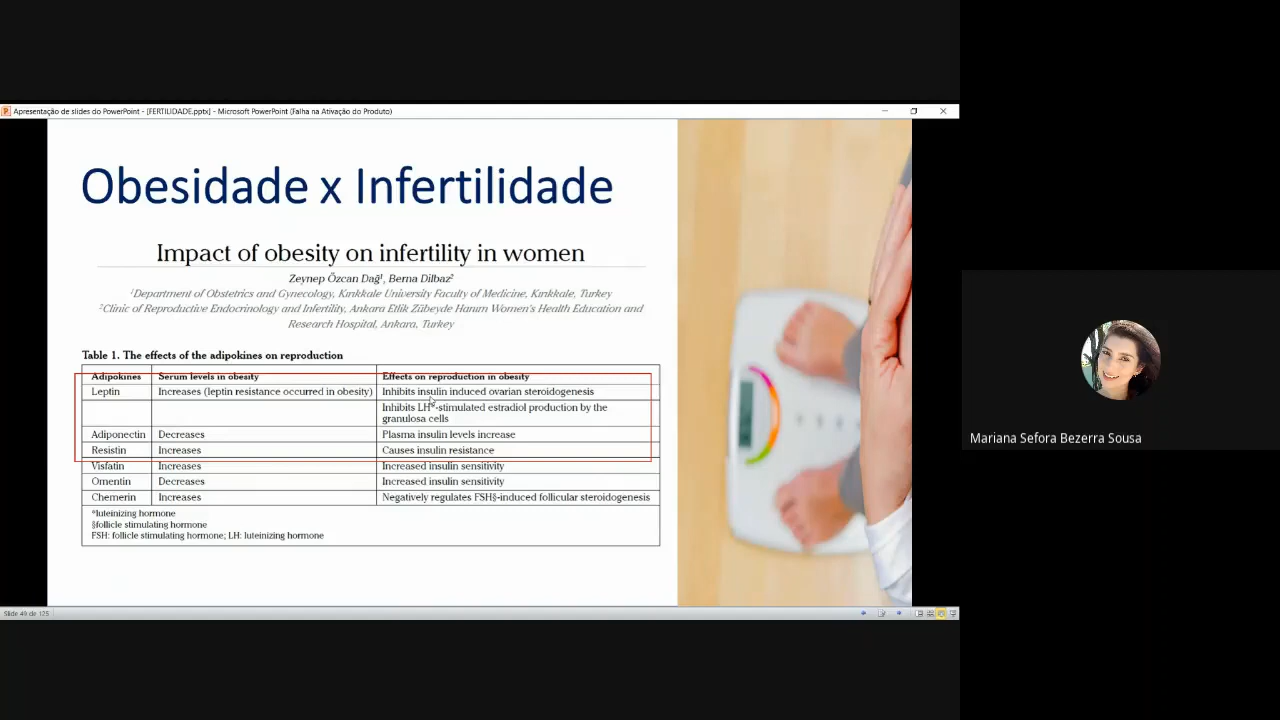 Apresentação de slides do PowerPoint - [FERTILIDADE.pptx] - Microsoft PowerPoint (Falha na Ativação do Produto)
Obesidade x Infertilidade
Impact of obesity on infertility in women
Zeynep Özcan Dağ¹, Berna Dilbaz²
¹Department of Obstetrics and Gynecology, Kırıkkale University Faculty of Medicine, Kırıkkale, Turkey
²Clinic of Reproductive Endocrinology and Infertility, Ankara Etlik Zübeyde Hanım Women's Health Education and
Research Hospital, Ankara, Turkey
Table 1. The effects of the adipokines on reproduction
Adipokines Serum levels in obesity Effects on reproduction in obesity
Leptin Increases (leptin resistance occurred in obesity) Inhibits insulin induced ovarian steroidogenesis
Inhibits LH*-stimulated estradiol production by the
granulosa cells
Adiponectin Decreases Plasma insulin levels increase
Resistin Increases Causes insulin resistance
Visfatin Increases Increased insulin sensitivity
Omentin Decreases Increased insulin sensitivity
Chemerin Increases Negatively regulates FSH§-induced follicular steroidogenesis
*luteinizing hormone
§follicle stimulating hormone
FSH: follicle stimulating hormone; LH: luteinizing hormone
Slide 49 de 125
Mariana Sefora Bezerra Sousa